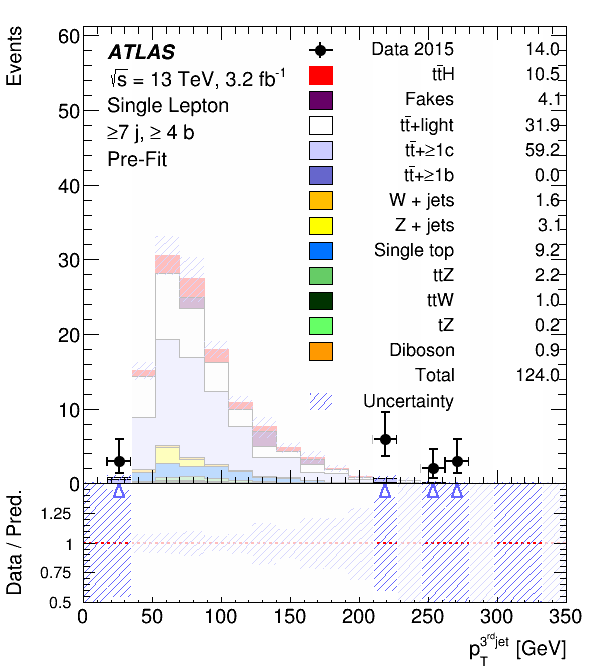 Events
ATLAS
√s = 13 TeV, 3.2 fb⁻¹
Single Lepton
≥7 j, ≥ 4 b
Pre-Fit
Data 2015 14.0
tt̄H 10.5
Fakes 4.1
tt̄+light 31.9
tt̄+≥1c 59.2
tt̄+≥1b 0.0
W + jets 1.6
Z + jets 3.1
Single top 9.2
ttZ 2.2
ttW 1.0
tZ 0.2
Diboson 0.9
Total 124.0
Uncertainty
60
50
40
30
20
10
0
Data / Pred.
1.25
1
0.75
0.5
0 50 100 150 200 250 300 350
p_T^{3^{rd}jet} [GeV]